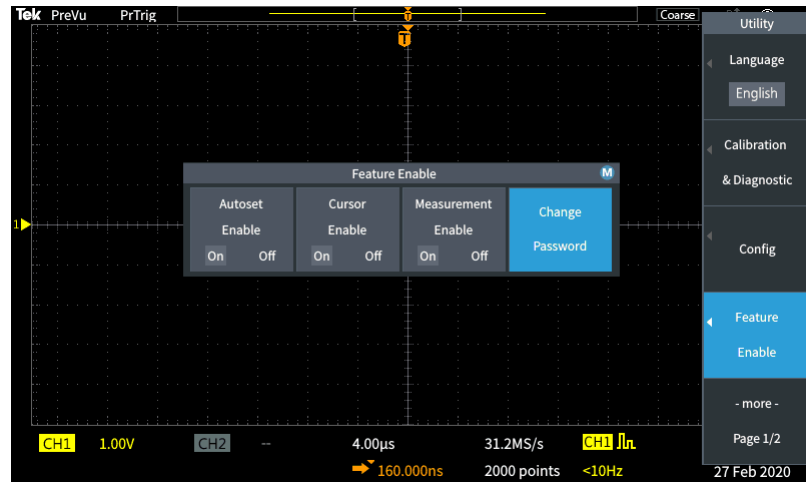 Tek PreVu PrTrig Coarse
Utility
Language
English
Calibration
& Diagnostic
Config
Feature
Enable
- more -
Page 1/2
T
T
Feature Enable M
Autoset
Enable
On Off
Cursor
Enable
On Off
Measurement
Enable
On Off
Change
Password
1
CH1 1.00V CH2 -- 4.00µs 31.2MS/s CH1
160.000ns 2000 points <10Hz 27 Feb 2020